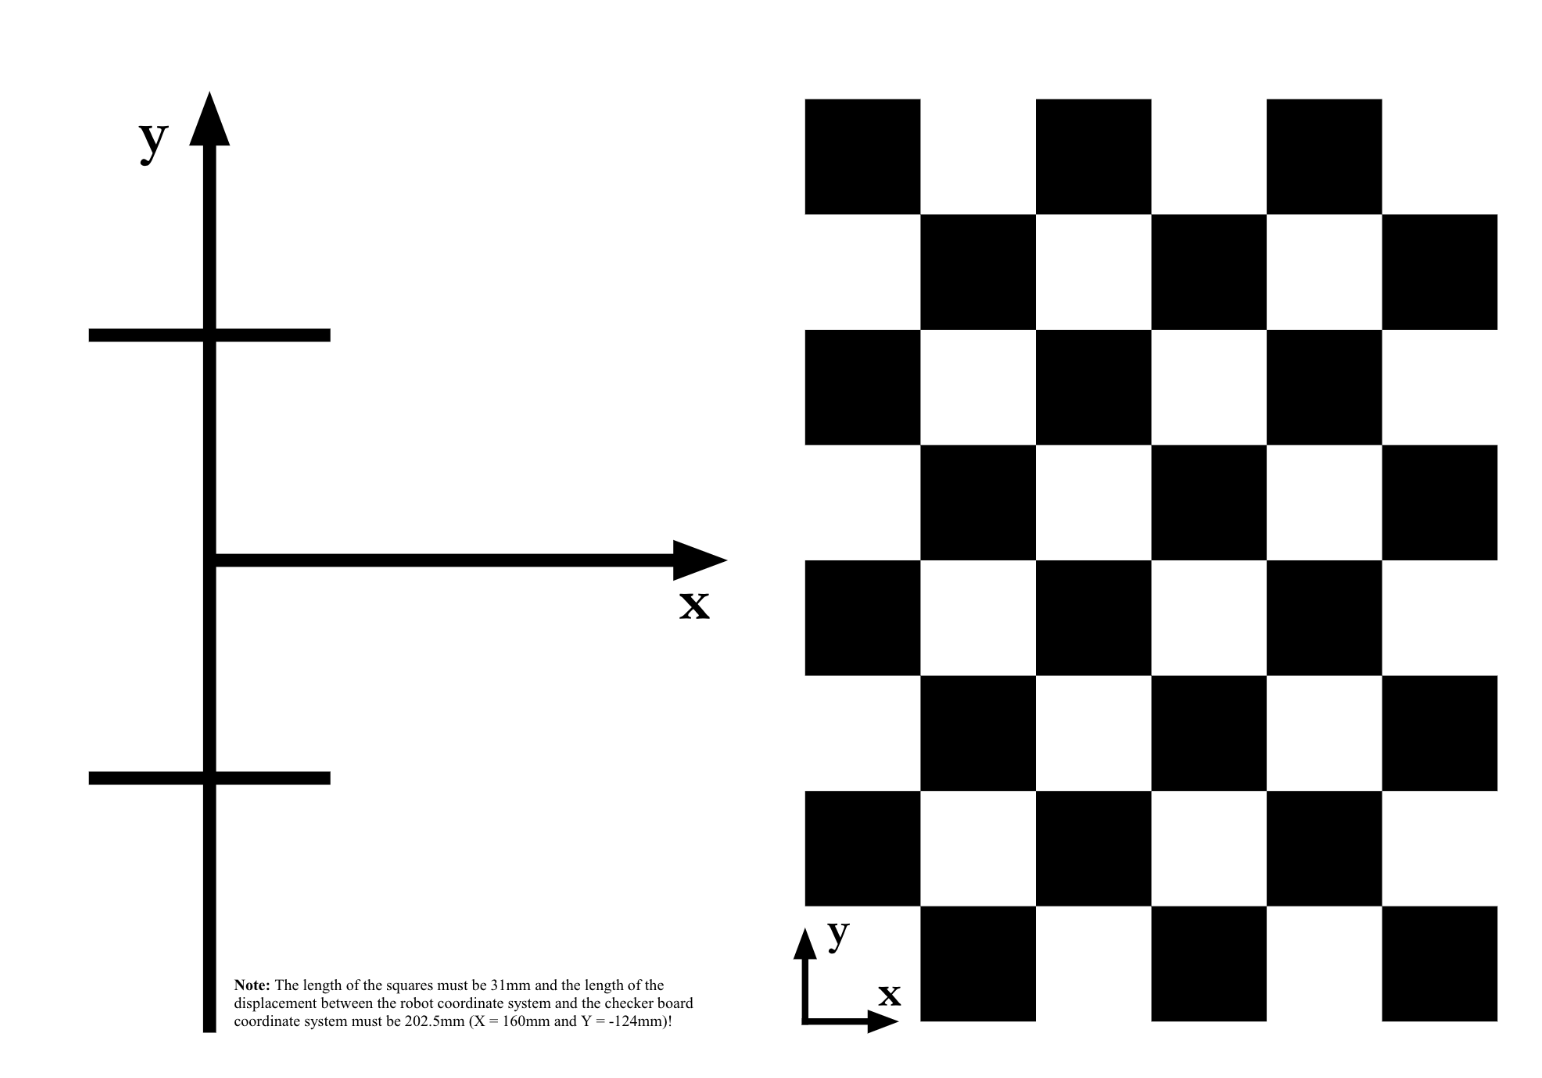 y
x
Note: The length of the squares must be 31mm and the length of the
displacement between the robot coordinate system and the checker board
coordinate system must be 202.5mm (X = 160mm and Y = -124mm)!
y
x